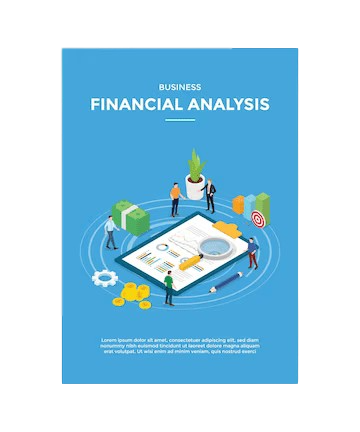 BUSINESS
FINANCIAL ANALYSIS
Lorem ipsum dolor sit amet, consectetuer adipiscing elit, sed diam
nonummy nibh euismod tincidunt ut laoreet dolore magna aliquam
erat volutpat. Ut wisi enim ad minim veniam, quis nostrud exerci